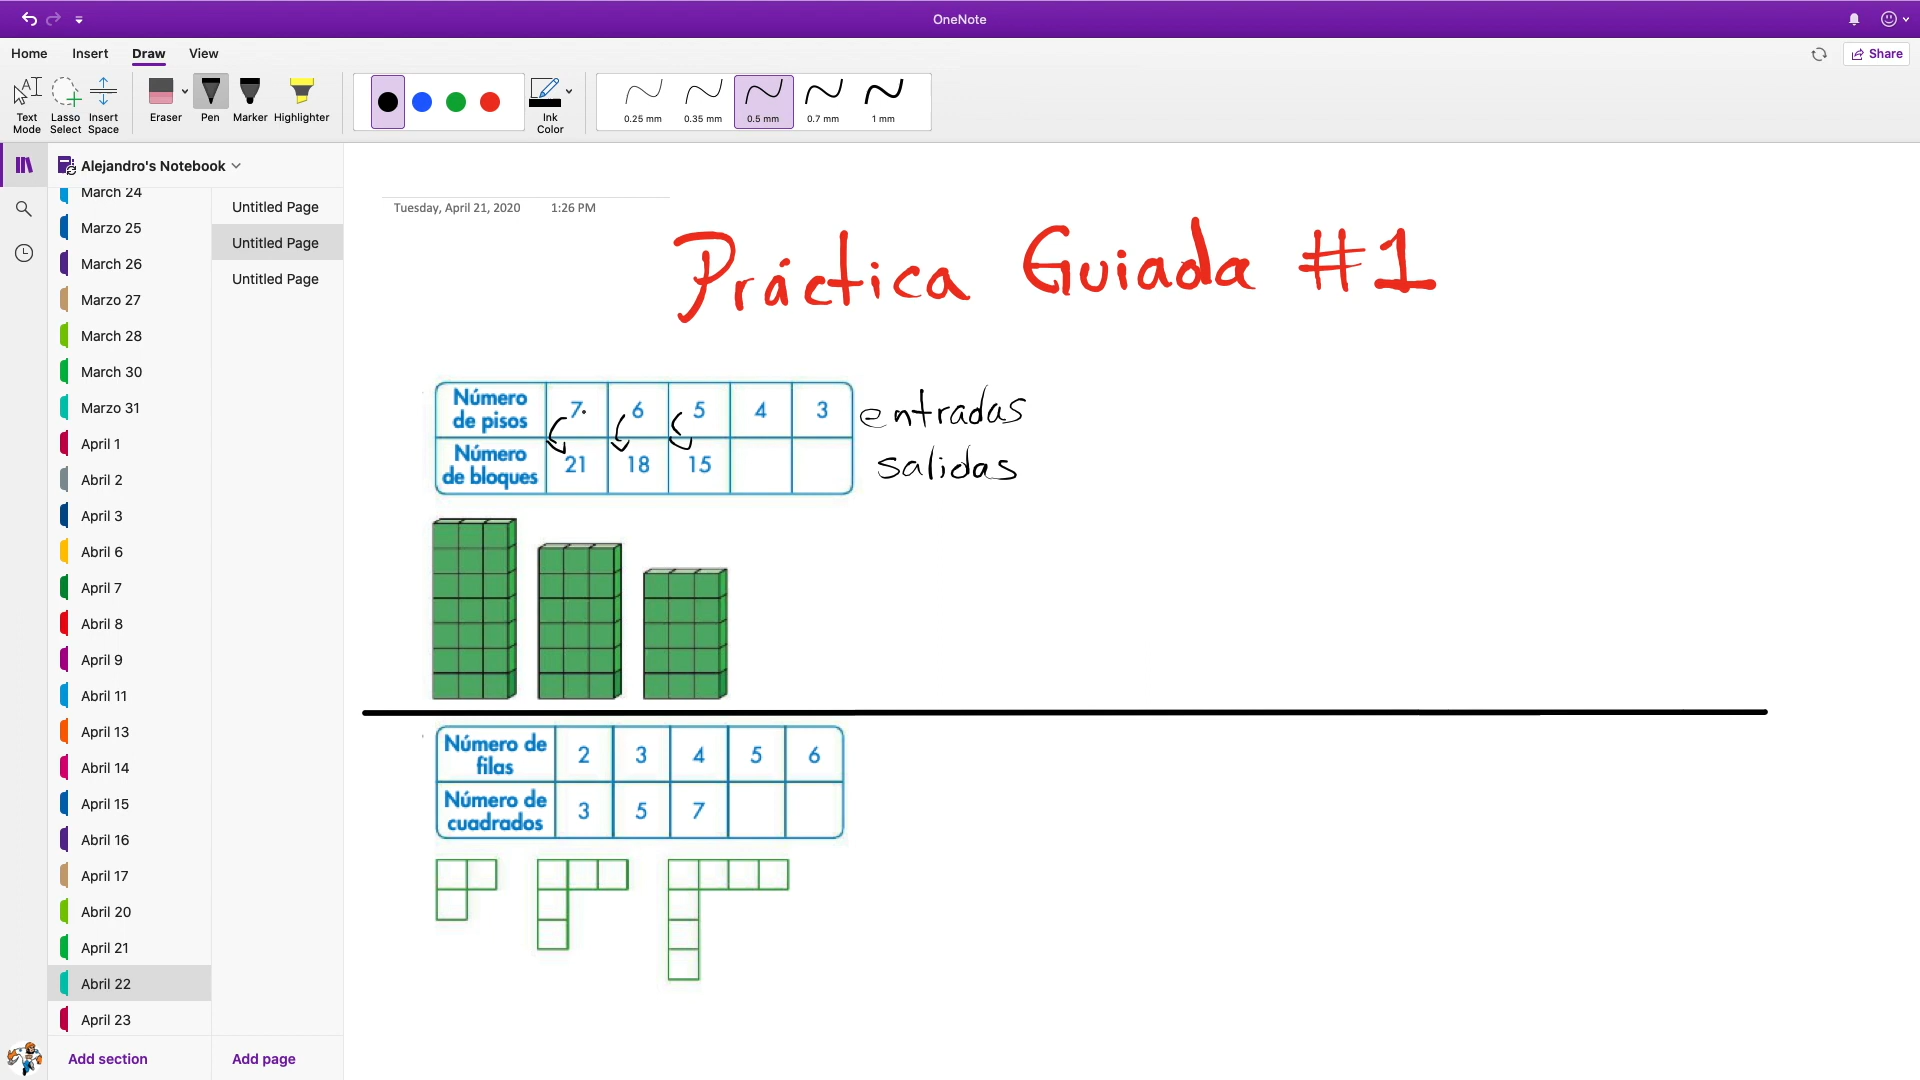 OneNote
Home Insert Draw View
Share
Text Mode
Lasso Select
Insert Space
Eraser
Pen
Marker
Highlighter
Ink Color
0.25 mm
0.35 mm
0.5 mm
0.7 mm
1 mm
Alejandro's Notebook
March 24
Marzo 25
March 26
Marzo 27
March 28
March 30
Marzo 31
April 1
Abril 2
April 3
Abril 6
April 7
Abril 8
April 9
Abril 11
April 13
Abril 14
April 15
Abril 16
April 17
Abril 20
April 21
Abril 22
April 23
Add section
Untitled Page
Untitled Page
Untitled Page
Add page
Tuesday, April 21, 2020 1:26 PM
Práctica Guiada #1
Número de pisos 7 6 5 4 3 entradas
Número de bloques 21 18 15 salidas
Número de filas 2 3 4 5 6
Número de cuadrados 3 5 7